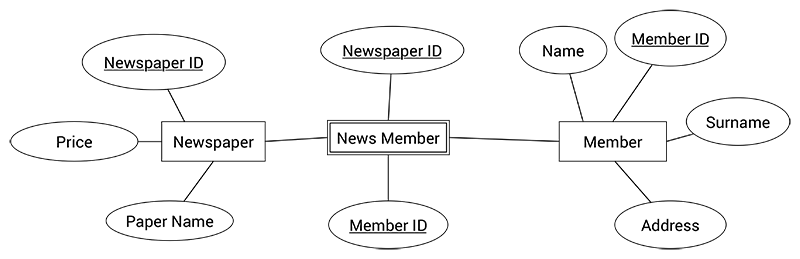 Newspaper ID
Newspaper ID
Name
Member ID
Price
Newspaper
News Member
Member
Surname
Paper Name
Member ID
Address